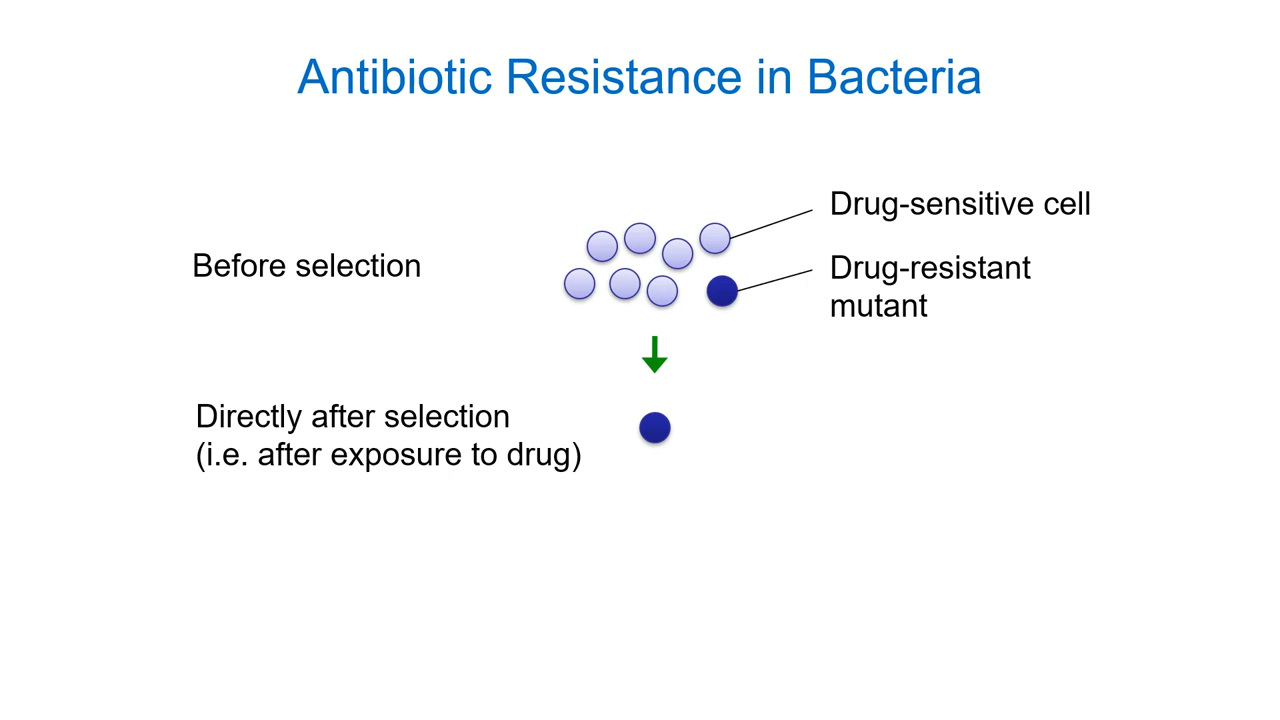 Antibiotic Resistance in Bacteria
Drug-sensitive cell
Before selection
Drug-resistant
mutant
Directly after selection
(i.e. after exposure to drug)